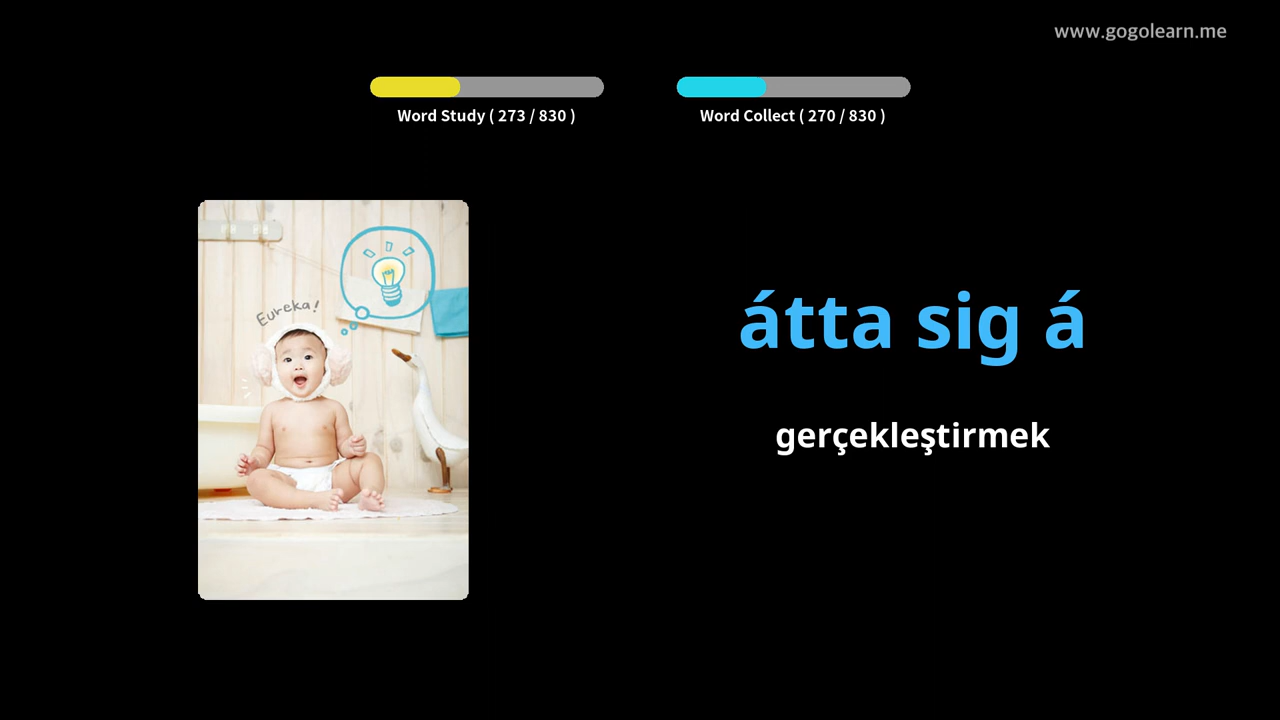 www.gogolearn.me
Word Study ( 273 / 830 )
Word Collect ( 270 / 830 )
Eureka!
átta sig á
gerçekleştirmek